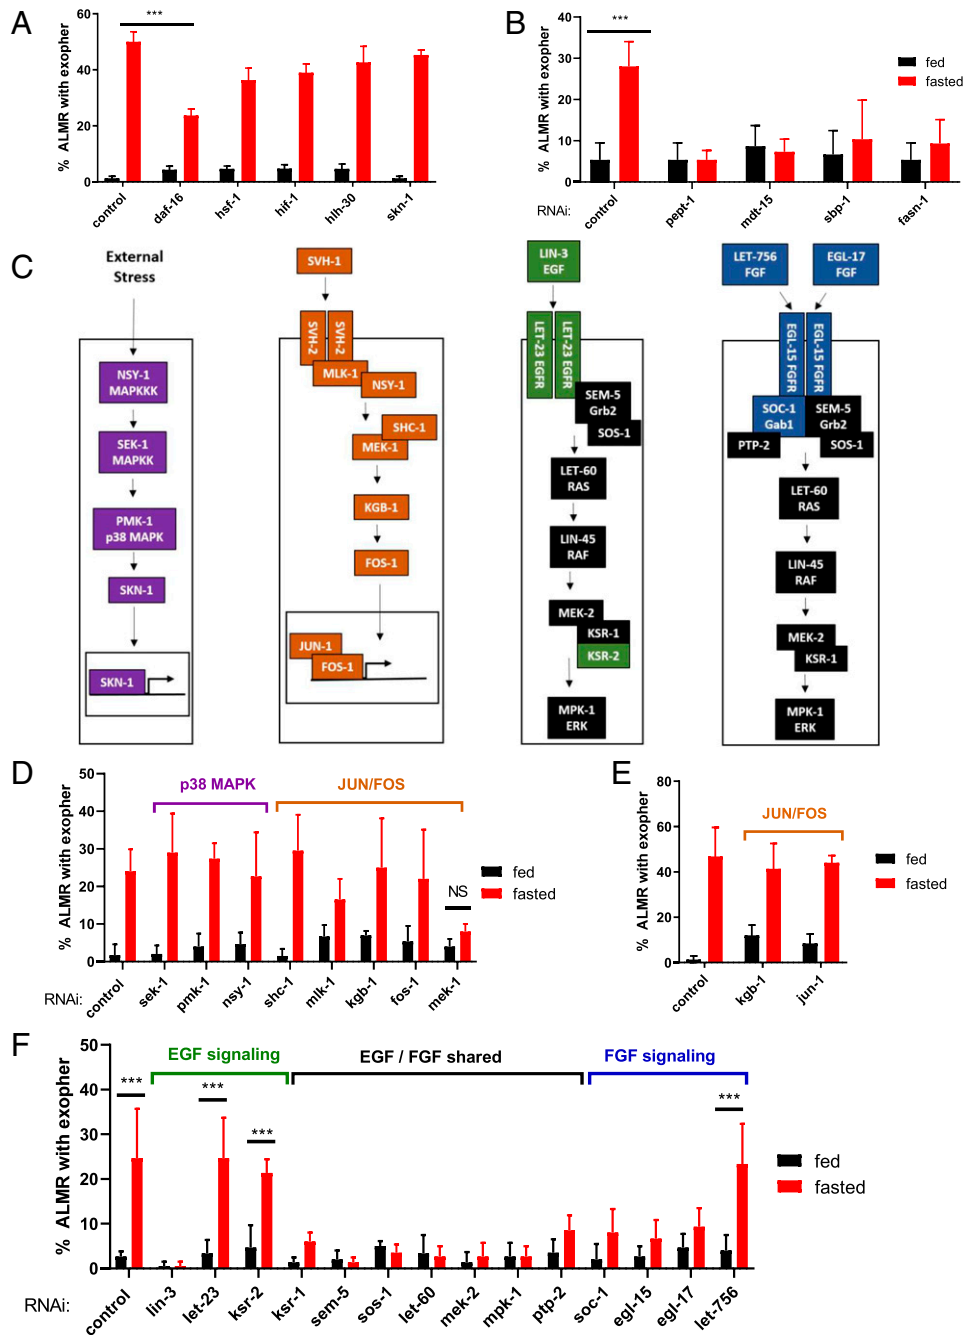 A
% ALMR with exopher
60
40
20
0
***
control
daf-16
hsf-1
hif-1
hlh-30
skn-1
B
% ALMR with exopher
40
30
20
10
0
***
fed
fasted
RNAi:
control
pept-1
mdt-15
sbp-1
fasn-1
C
External
Stress
NSY-1
MAPKKK
SEK-1
MAPKK
PMK-1
p38 MAPK
SKN-1
SKN-1
SVH-1
SVH-2
SVH-2
MLK-1
NSY-1
SHC-1
MEK-1
KGB-1
FOS-1
JUN-1
FOS-1
LIN-3
EGF
LET-23 EGFR
LET-23 EGFR
SEM-5
Grb2
SOS-1
LET-60
RAS
LIN-45
RAF
MEK-2
KSR-1
KSR-2
MPK-1
ERK
LET-756
FGF
EGL-17
FGF
EGL-15 FGFR
EGL-15 FGFR
SOC-1
Gab1
SEM-5
Grb2
PTP-2
SOS-1
LET-60
RAS
LIN-45
RAF
MEK-2
KSR-1
MPK-1
ERK
D
% ALMR with exopher
50
40
30
20
10
0
p38 MAPK
JUN/FOS
NS
fed
fasted
RNAi:
control
sek-1
pmk-1
nsy-1
shc-1
mlk-1
kgb-1
fos-1
mek-1
E
% ALMR with exopher
80
60
40
20
0
JUN/FOS
fed
fasted
control
kgb-1
jun-1
F
% ALMR with exopher
50
40
30
20
10
0
EGF signaling
EGF / FGF shared
FGF signaling
***
***
***
***
fed
fasted
RNAi:
control
lin-3
let-23
ksr-2
ksr-1
sem-5
sos-1
let-60
mek-2
mpk-1
ptp-2
soc-1
egl-15
egl-17
let-756